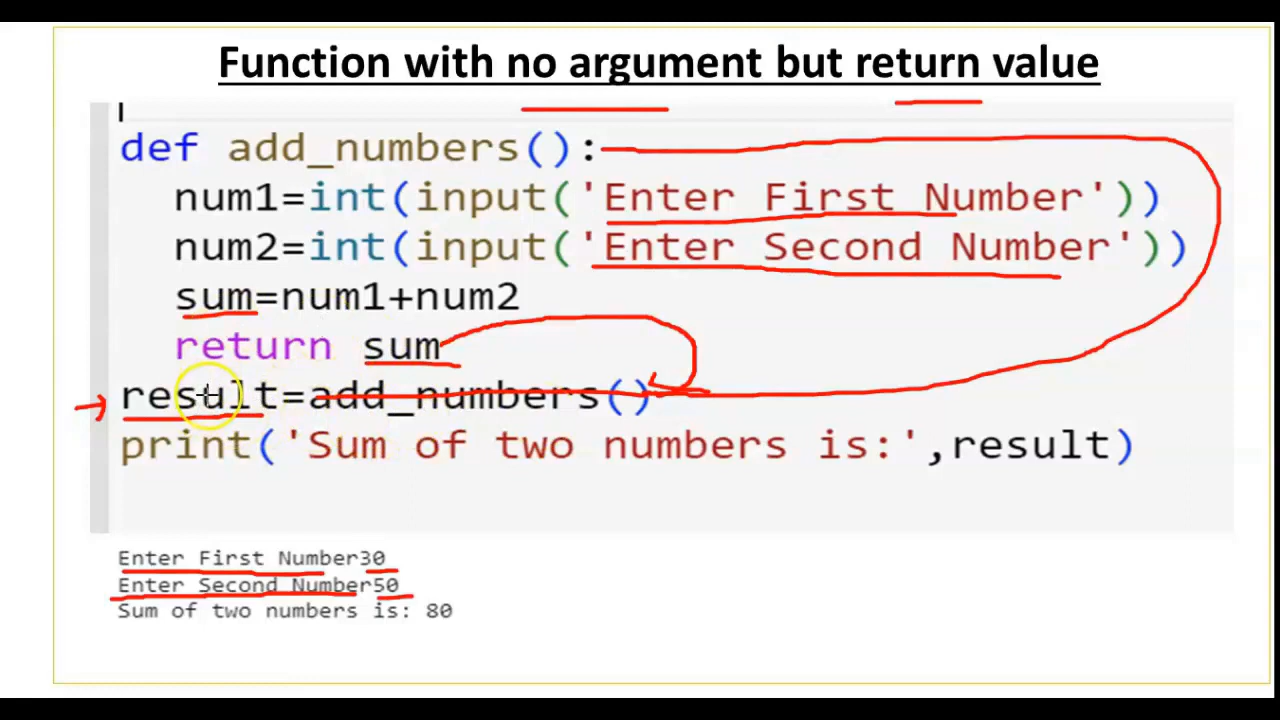 Function with no argument but return value
def add_numbers():
num1=int(input('Enter First Number'))
num2=int(input('Enter Second Number'))
sum=num1+num2
return sum
result=add_numbers()
print('Sum of two numbers is:',result)
Enter First Number30
Enter Second Number50
Sum of two numbers is: 80